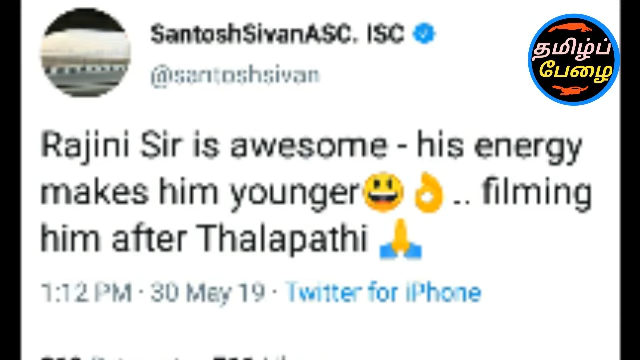 SantoshSivanASC. ISC
@santoshsivan
தமிழ்ப்
பேழை
Rajini Sir is awesome - his energy
makes him younger😃👌.. filming
him after Thalapathi 🙏
1:12 PM · 30 May 19 · Twitter for iPhone